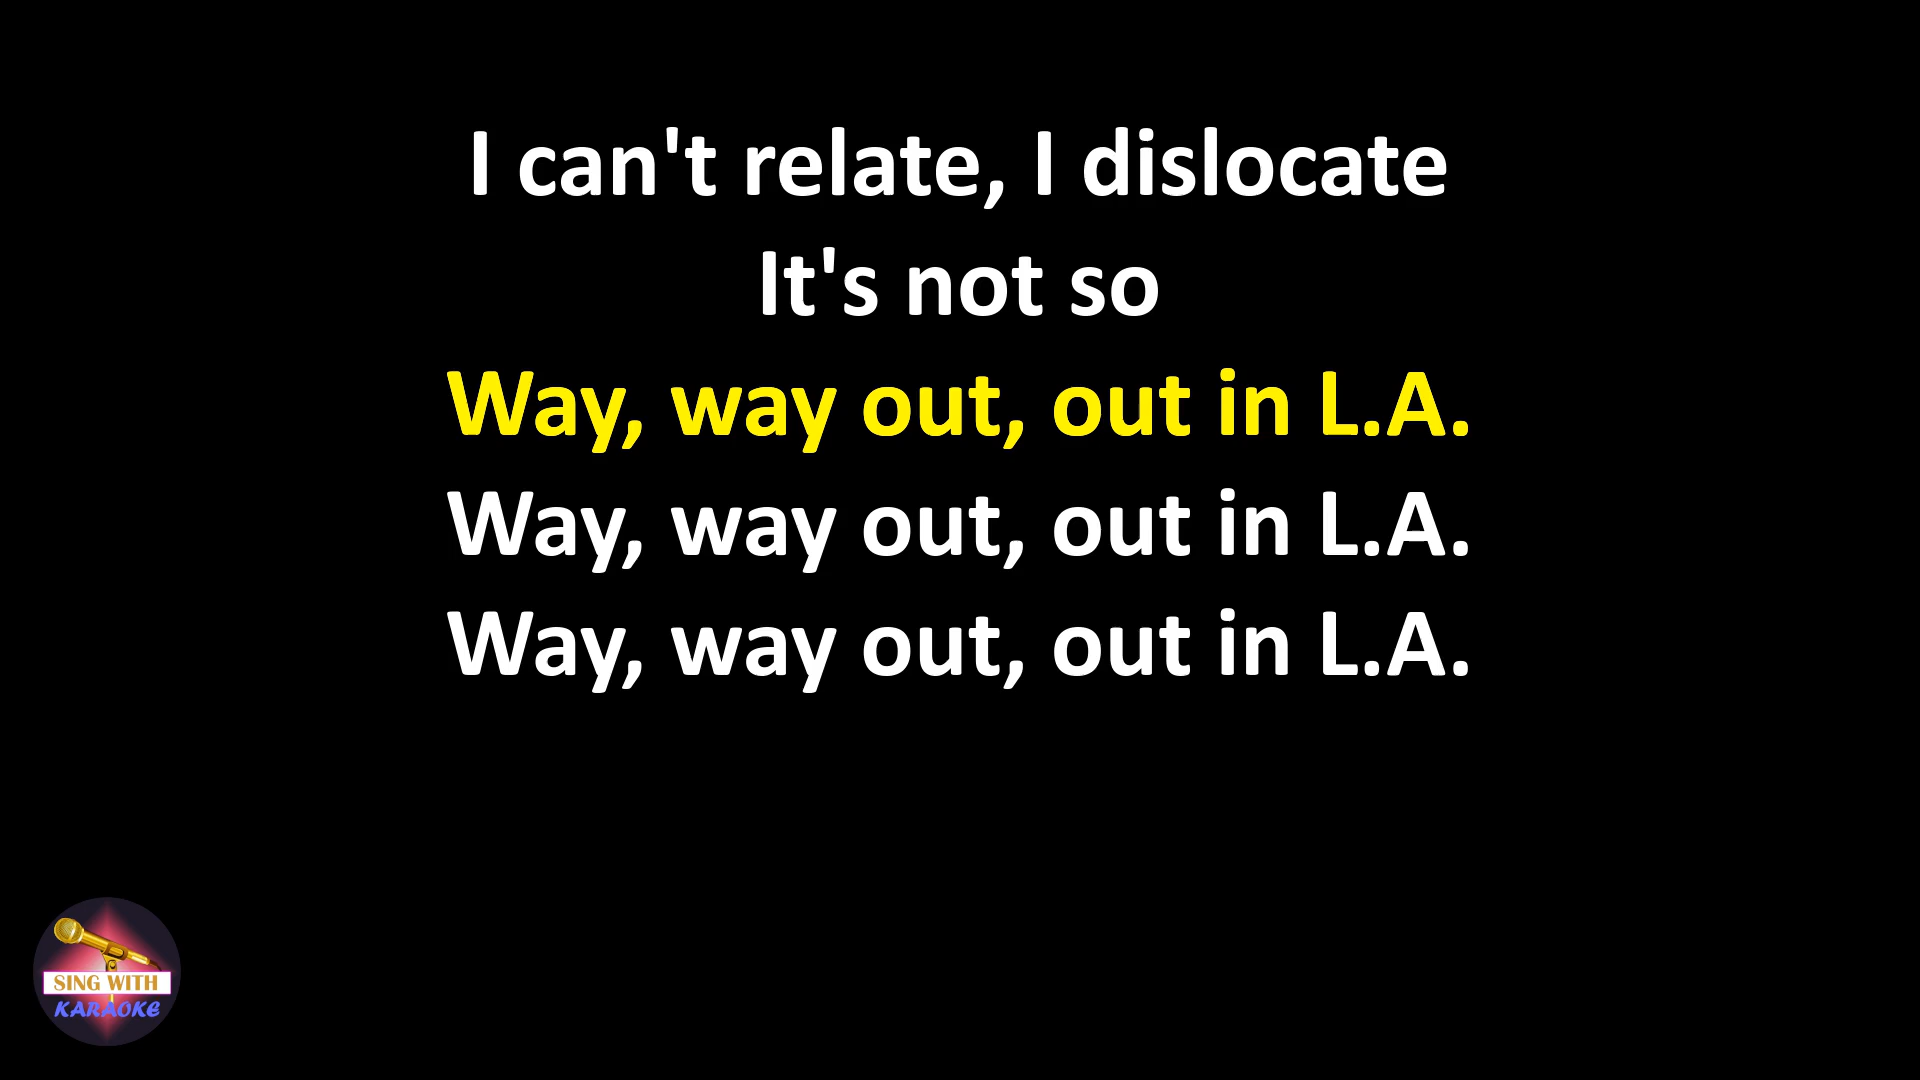 I can't relate, I dislocate
It's not so
Way, way out, out in L.A.
Way, way out, out in L.A.
Way, way out, out in L.A.
SING WITH
KARAOKE